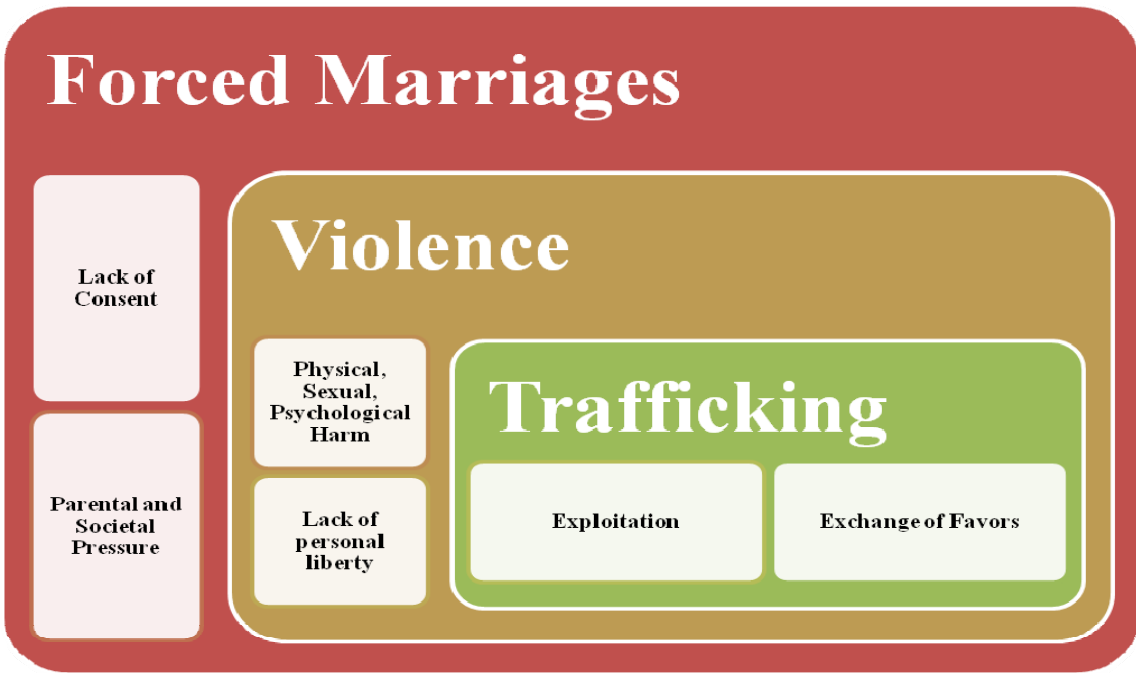 Forced Marriages
Lack of
Consent
Parental and
Societal
Pressure
Violence
Physical,
Sexual,
Psychological
Harm
Lack of
personal
liberty
Trafficking
Exploitation
Exchange of Favors